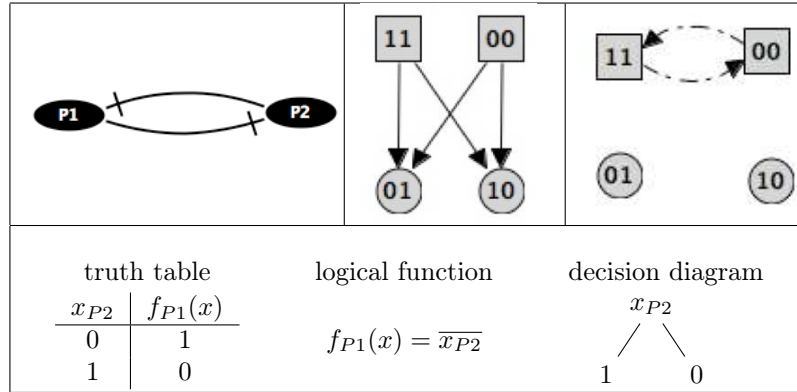 P1 P2
11 00
01 10
11 00
01 10
truth table
x_{P2} f_{P1}(x)
0 1
1 0
logical function
f_{P1}(x) = \overline{x_{P2}}
decision diagram
x_{P2}
1 0